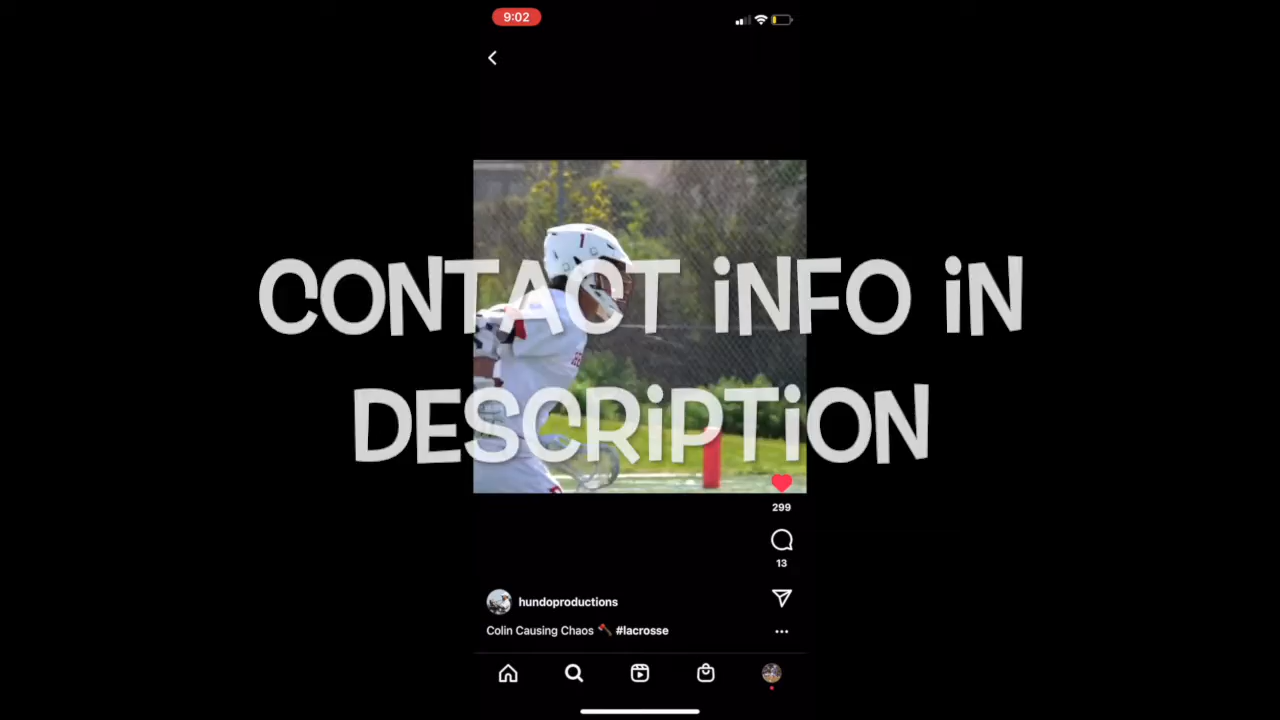 9:02
CONTACT iNFO iN
DESCRiPTiON
299
13
hundoproductions
Colin Causing Chaos 🪓 #lacrosse